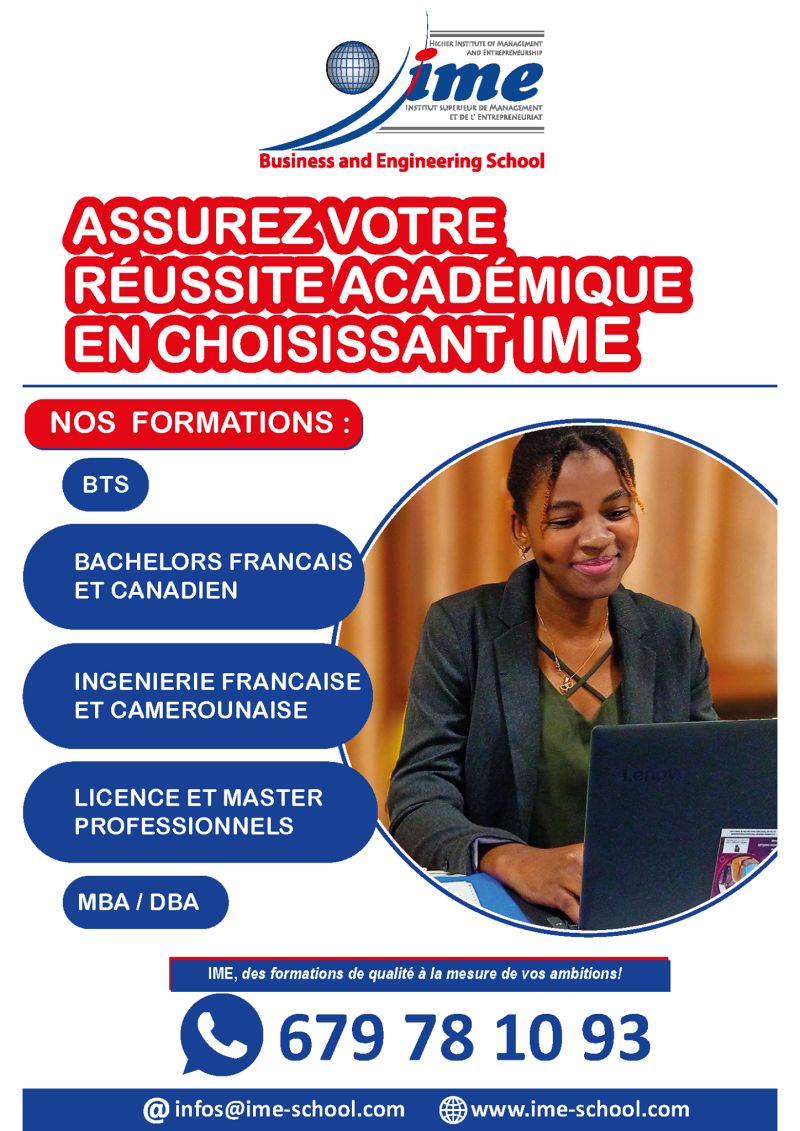 HIGHER INSTITUTE OF MANAGEMENT
AND ENTREPRENEURSHIP
ime
INSTITUT SUPERIEUR DE MANAGEMENT
ET DE L' ENTREPRENEURIAT
Business and Engineering School
ASSUREZ VOTRE
RÉUSSITE ACADÉMIQUE
EN CHOISISSANT IME
NOS FORMATIONS :
BTS
BACHELORS FRANCAIS
ET CANADIEN
INGENIERIE FRANCAISE
ET CAMEROUNAISE
LICENCE ET MASTER
PROFESSIONNELS
MBA / DBA
Lenovo
IME, des formations de qualité à la mesure de vos ambitions!
679 78 10 93
@ infos@ime-school.com
www.ime-school.com